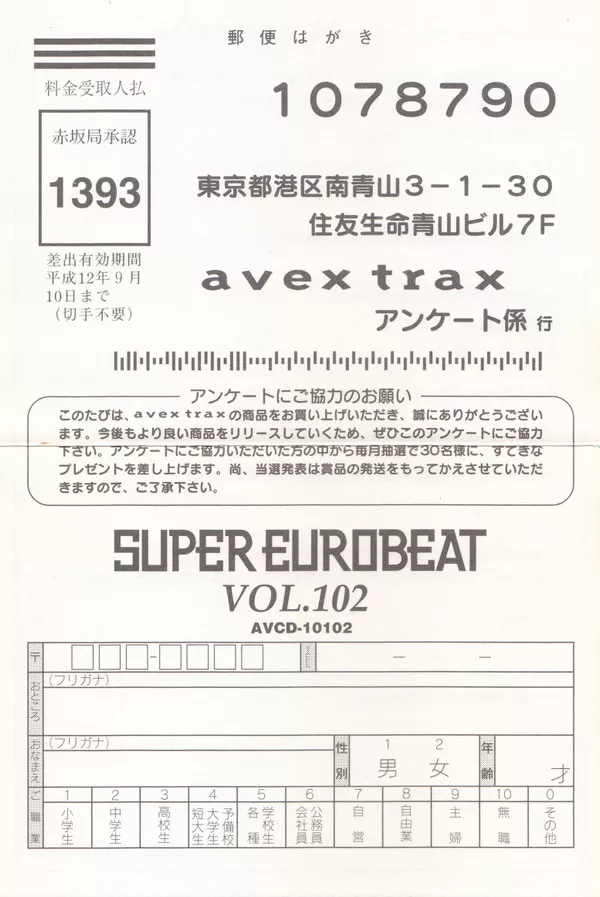 郵便はがき
料金受取人払
赤坂局承認
1393
差出有効期間
平成12年9月
10日まで
（切手不要）
1078790
東京都港区南青山3-1-30
住友生命青山ビル7F
avex trax
アンケート係 行
アンケートにご協力のお願い
このたびは、avex traxの商品をお買い上げいただき、誠にありがとうござい
ます。今後もより良い商品をリリースしていくため、ぜひこのアンケートにご協力
下さい。アンケートにご協力いただいた方の中から毎月抽選で30名様に、すてきな
プレゼントを差し上げます。尚、当選発表は賞品の発送をもってかえさせていただ
きますので、ご了承下さい。
SUPER EUROBEAT
VOL.102
AVCD-10102
〒 - TEL － －
おところ (フリガナ)
おなまえ (フリガナ) 性別 1 男 2 女 年齢 才
ご職業
1 小学生
2 中学生
3 高校生
4 予備校 大学生 短大生
5 学校生 各種
6 公務員 会社員
7 自営
8 自由業
9 主婦
10 無職
0 その他